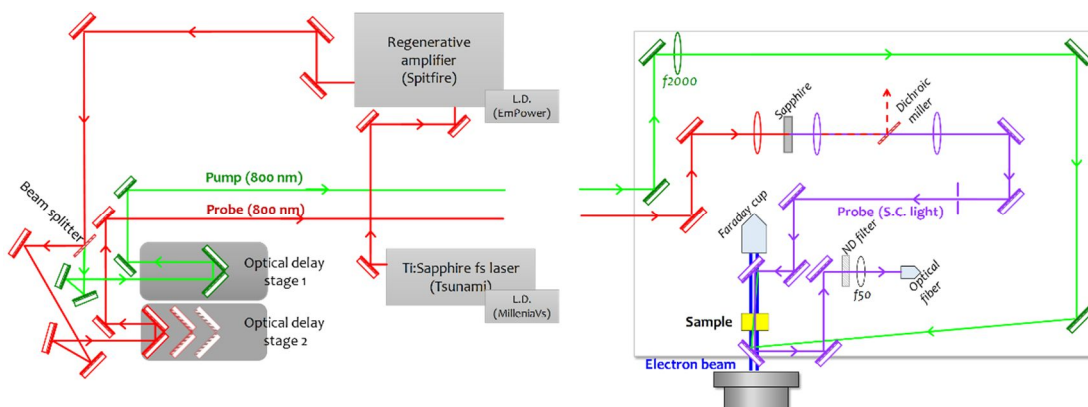 Regenerative
amplifier
(Spitfire)
L.D.
(EmPower)
Pump (800 nm)
Probe (800 nm)
Beam splitter
Optical delay
stage 1
Ti:Sapphire fs laser
(Tsunami)
L.D.
(MilleniaVs)
Optical delay
stage 2
f2000
Sapphire
Dichroic
miller
Probe (S.C. light)
Faraday cup
ND filter
f50
Optical
fiber
Sample
Electron beam